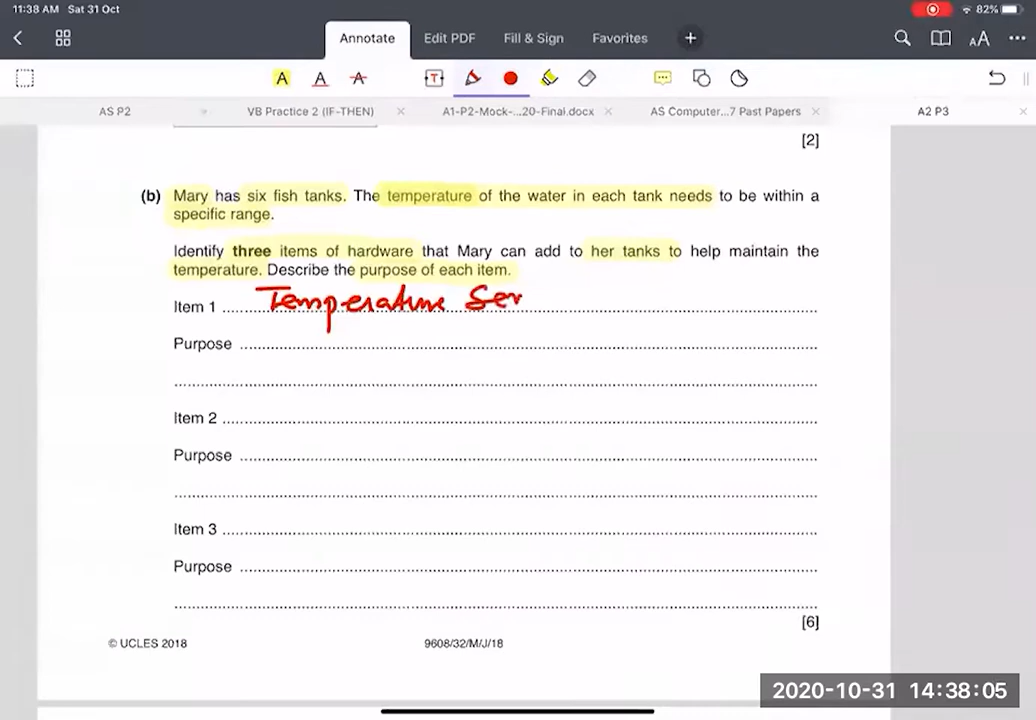 11:38 AM Sat 31 Oct 82%
Annotate Edit PDF Fill & Sign Favorites
AS P2 VB Practice 2 (IF-THEN) A1-P2-Mock-...20-Final.docx AS Computer...7 Past Papers A2 P3
[2]
(b) Mary has six fish tanks. The temperature of the water in each tank needs to be within a
specific range.
Identify three items of hardware that Mary can add to her tanks to help maintain the
temperature. Describe the purpose of each item.
Item 1 Temperature Sen
Purpose
Item 2
Purpose
Item 3
Purpose
[6]
© UCLES 2018 9608/32/M/J/18
2020-10-31 14:38:05